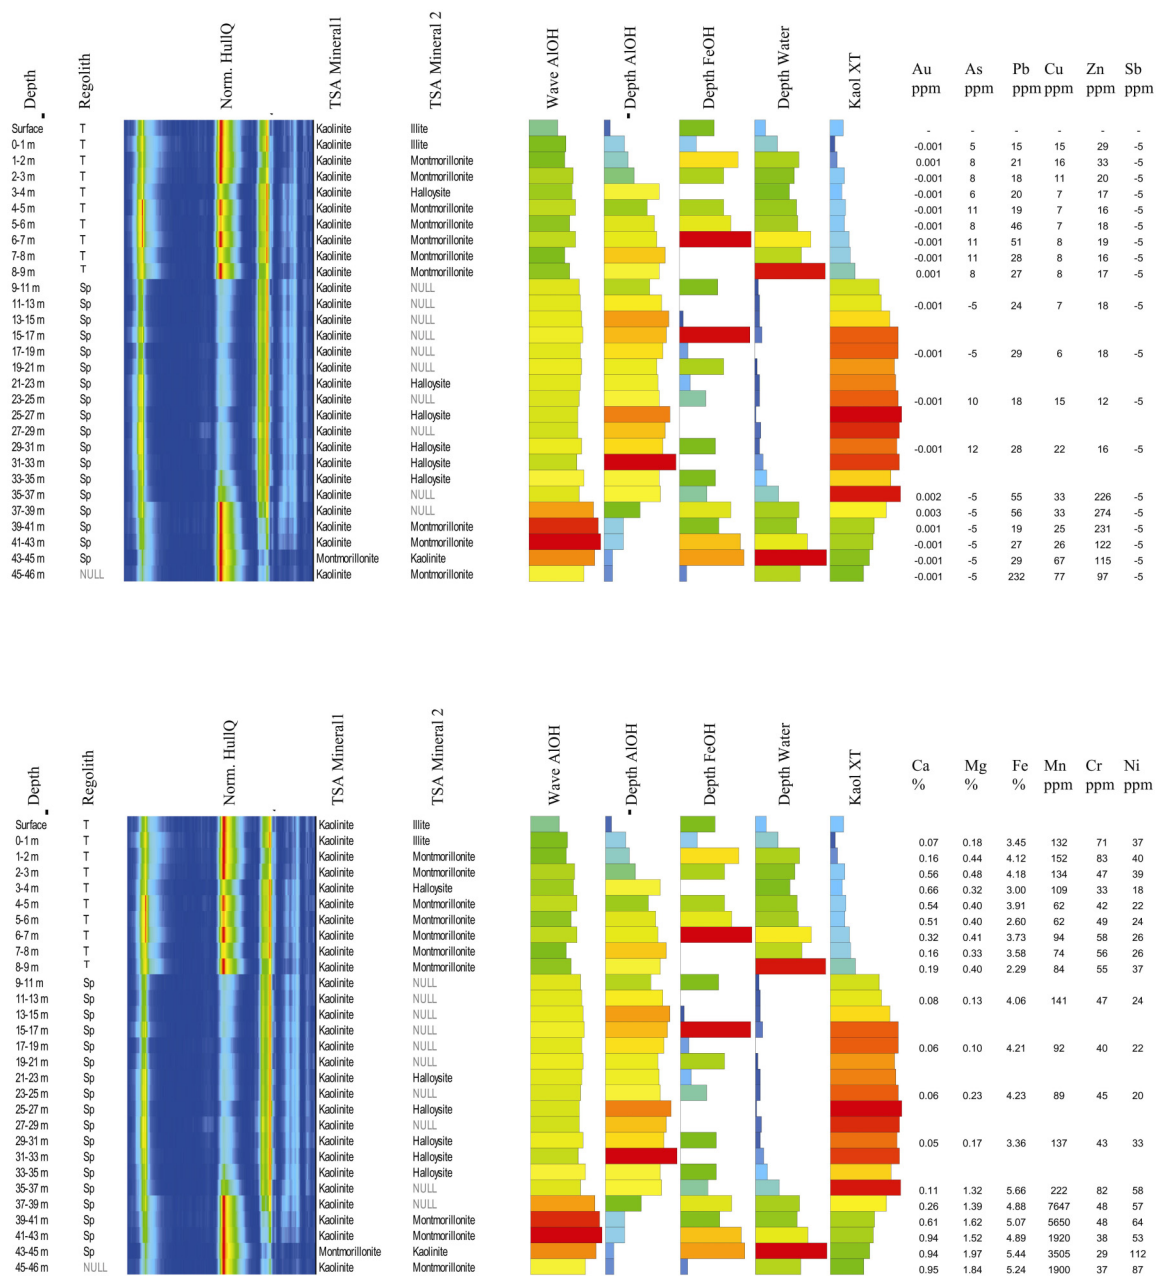 Depth Regolith Norm. HullQ TSA Mineral1 TSA Mineral 2 Wave AlOH Depth AlOH Depth FeOH Depth Water Kaol XT Au As Pb Cu Zn Sb
ppm ppm ppm ppm ppm ppm
Surface T Kaolinite Illite - - - - - -
0-1 m T Kaolinite Illite -0.001 5 15 15 29 -5
1-2 m T Kaolinite Montmorillonite 0.001 8 21 16 33 -5
2-3 m T Kaolinite Montmorillonite -0.001 8 18 11 20 -5
3-4 m T Kaolinite Halloysite -0.001 6 20 7 17 -5
4-5 m T Kaolinite Montmorillonite -0.001 11 19 7 16 -5
5-6 m T Kaolinite Montmorillonite -0.001 8 46 7 18 -5
6-7 m T Kaolinite Montmorillonite -0.001 11 51 8 19 -5
7-8 m T Kaolinite Montmorillonite -0.001 11 28 8 16 -5
8-9 m T Kaolinite Montmorillonite 0.001 8 27 8 17 -5
9-11 m Sp Kaolinite NULL
11-13 m Sp Kaolinite NULL -0.001 -5 24 7 18 -5
13-15 m Sp Kaolinite NULL
15-17 m Sp Kaolinite NULL
17-19 m Sp Kaolinite NULL -0.001 -5 29 6 18 -5
19-21 m Sp Kaolinite NULL
21-23 m Sp Kaolinite Halloysite
23-25 m Sp Kaolinite NULL -0.001 10 18 15 12 -5
25-27 m Sp Kaolinite Halloysite
27-29 m Sp Kaolinite NULL
29-31 m Sp Kaolinite Halloysite -0.001 12 28 22 16 -5
31-33 m Sp Kaolinite Halloysite
33-35 m Sp Kaolinite Halloysite
35-37 m Sp Kaolinite NULL 0.002 -5 55 33 226 -5
37-39 m Sp Kaolinite NULL 0.003 -5 56 33 274 -5
39-41 m Sp Kaolinite Montmorillonite 0.001 -5 19 25 231 -5
41-43 m Sp Kaolinite Montmorillonite -0.001 -5 27 26 122 -5
43-45 m Sp Montmorillonite Kaolinite -0.001 -5 29 67 115 -5
45-46 m NULL Kaolinite Montmorillonite -0.001 -5 232 77 97 -5
Depth Regolith Norm. HullQ TSA Mineral1 TSA Mineral 2 Wave AlOH Depth AlOH Depth FeOH Depth Water Kaol XT Ca Mg Fe Mn Cr Ni
% % % ppm ppm ppm
Surface T Kaolinite Illite
0-1 m T Kaolinite Illite 0.07 0.18 3.45 132 71 37
1-2 m T Kaolinite Montmorillonite 0.16 0.44 4.12 152 83 40
2-3 m T Kaolinite Montmorillonite 0.56 0.48 4.18 134 47 39
3-4 m T Kaolinite Halloysite 0.66 0.32 3.00 109 33 18
4-5 m T Kaolinite Montmorillonite 0.54 0.40 3.91 62 42 22
5-6 m T Kaolinite Montmorillonite 0.51 0.40 2.60 62 49 24
6-7 m T Kaolinite Montmorillonite 0.32 0.41 3.73 94 58 26
7-8 m T Kaolinite Montmorillonite 0.16 0.33 3.58 74 56 26
8-9 m T Kaolinite Montmorillonite 0.19 0.40 2.29 84 55 37
9-11 m Sp Kaolinite NULL
11-13 m Sp Kaolinite NULL 0.08 0.13 4.06 141 47 24
13-15 m Sp Kaolinite NULL
15-17 m Sp Kaolinite NULL
17-19 m Sp Kaolinite NULL 0.06 0.10 4.21 92 40 22
19-21 m Sp Kaolinite NULL
21-23 m Sp Kaolinite Halloysite
23-25 m Sp Kaolinite NULL 0.06 0.23 4.23 89 45 20
25-27 m Sp Kaolinite Halloysite
27-29 m Sp Kaolinite NULL
29-31 m Sp Kaolinite Halloysite 0.05 0.17 3.36 137 43 33
31-33 m Sp Kaolinite Halloysite
33-35 m Sp Kaolinite Halloysite
35-37 m Sp Kaolinite NULL 0.11 1.32 5.66 222 82 58
37-39 m Sp Kaolinite NULL 0.26 1.39 4.88 7647 48 57
39-41 m Sp Kaolinite Montmorillonite 0.61 1.62 5.07 5650 48 64
41-43 m Sp Kaolinite Montmorillonite 0.94 1.52 4.89 1920 38 53
43-45 m Sp Montmorillonite Kaolinite 0.94 1.97 5.44 3505 29 112
45-46 m NULL Kaolinite Montmorillonite 0.95 1.84 5.24 1900 37 87